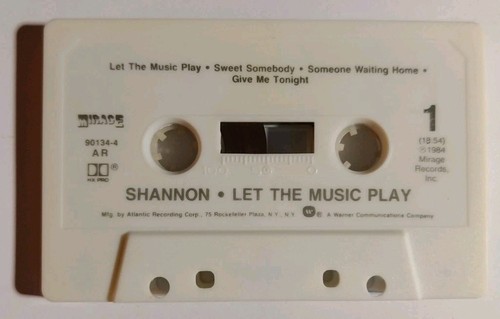 Let The Music Play • Sweet Somebody • Someone Waiting Home •
Give Me Tonight
MIRAGE
90134-4
AR
HX PRO
1
(18:54)
℗1984
Mirage
Records,
Inc.
SHANNON • LET THE MUSIC PLAY
Mfg. by Atlantic Recording Corp., 75 Rockefeller Plaza, N.Y., N.Y. ℗ A Warner Communications Company